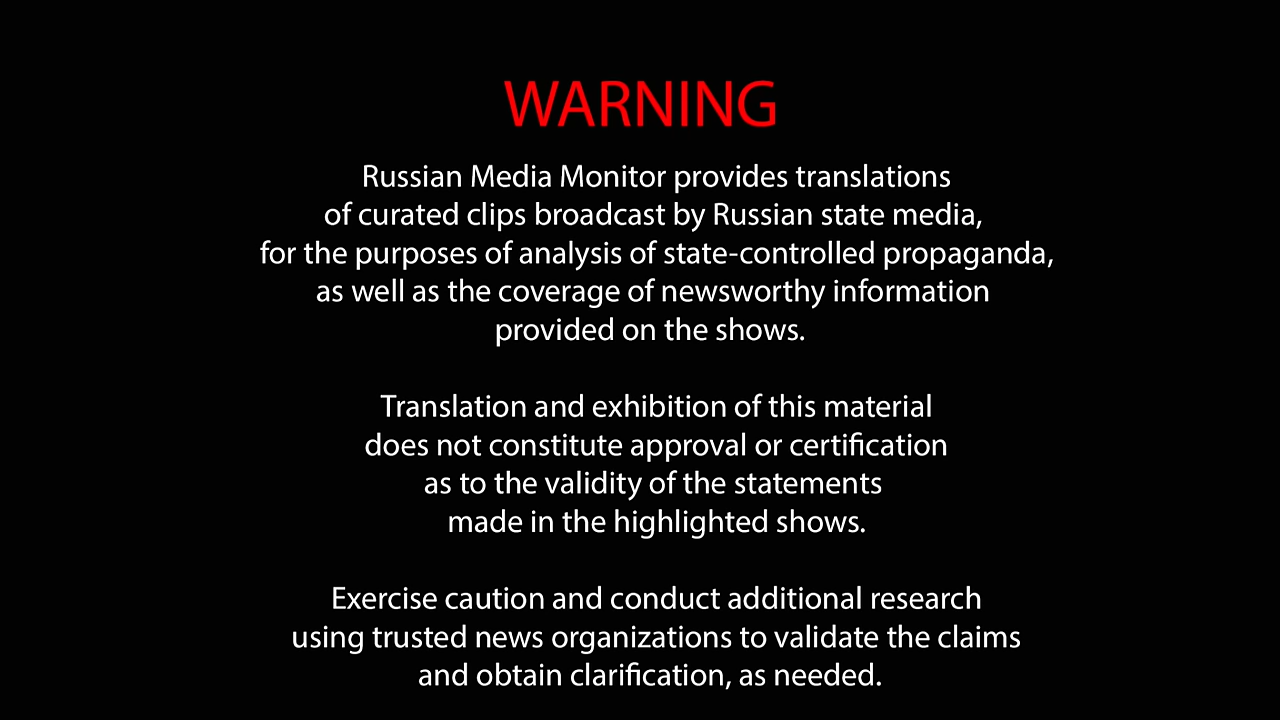 WARNING
Russian Media Monitor provides translations
of curated clips broadcast by Russian state media,
for the purposes of analysis of state-controlled propaganda,
as well as the coverage of newsworthy information
provided on the shows.
Translation and exhibition of this material
does not constitute approval or certification
as to the validity of the statements
made in the highlighted shows.
Exercise caution and conduct additional research
using trusted news organizations to validate the claims
and obtain clarification, as needed.